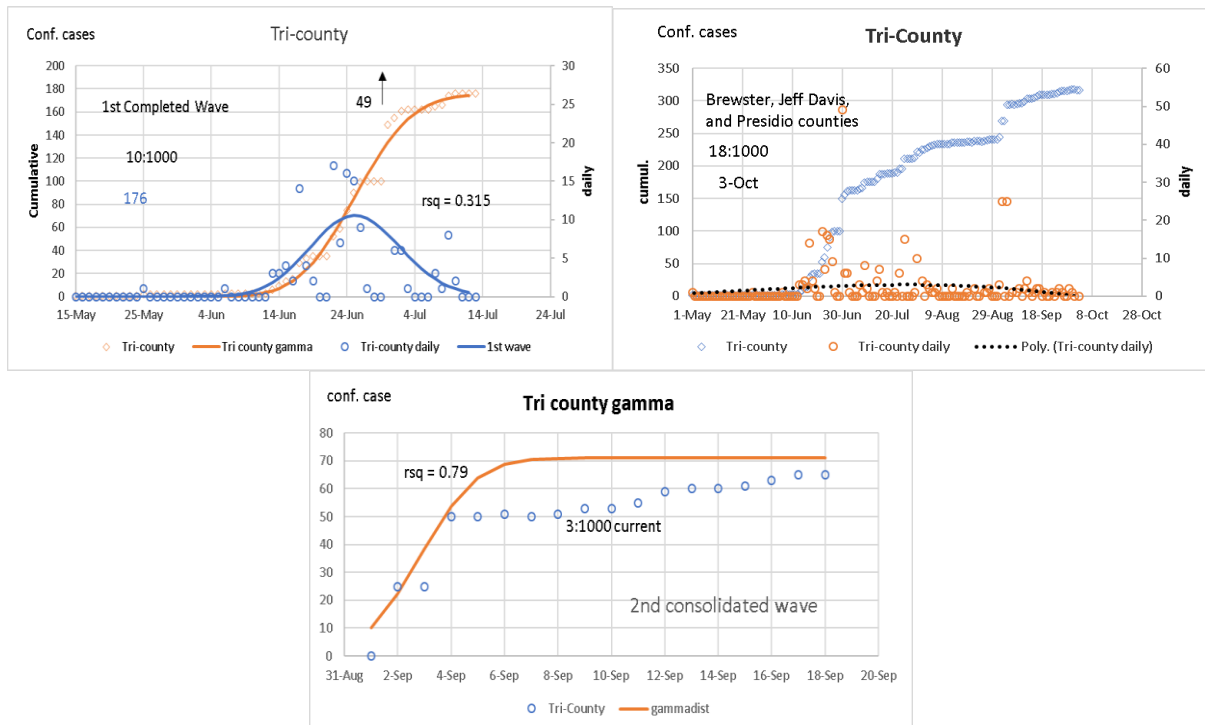 Conf. cases
Tri-county
200
180
160
140
120
100
80
60
40
20
0
Cumulative
1st Completed Wave
10:1000
176
49
rsq = 0.315
30
25
20
15
10
5
0
daily
15-May
25-May
4-Jun
14-Jun
24-Jun
4-Jul
14-Jul
24-Jul
Tri-county
Tri county gamma
Tri-county daily
1st wave
Conf. cases
Tri-County
350
300
250
200
150
100
50
0
cumul.
Brewster, Jeff Davis,
and Presidio counties
18:1000
3-Oct
60
50
40
30
20
10
0
daily
1-May
21-May
10-Jun
30-Jun
20-Jul
9-Aug
29-Aug
18-Sep
8-Oct
28-Oct
Tri-county
Tri-county daily
Poly. (Tri-county daily)
conf. case
Tri county gamma
80
70
60
50
40
30
20
10
0
rsq = 0.79
3:1000 current
2nd consolidated wave
31-Aug
2-Sep
4-Sep
6-Sep
8-Sep
10-Sep
12-Sep
14-Sep
16-Sep
18-Sep
20-Sep
Tri-County
gammadist